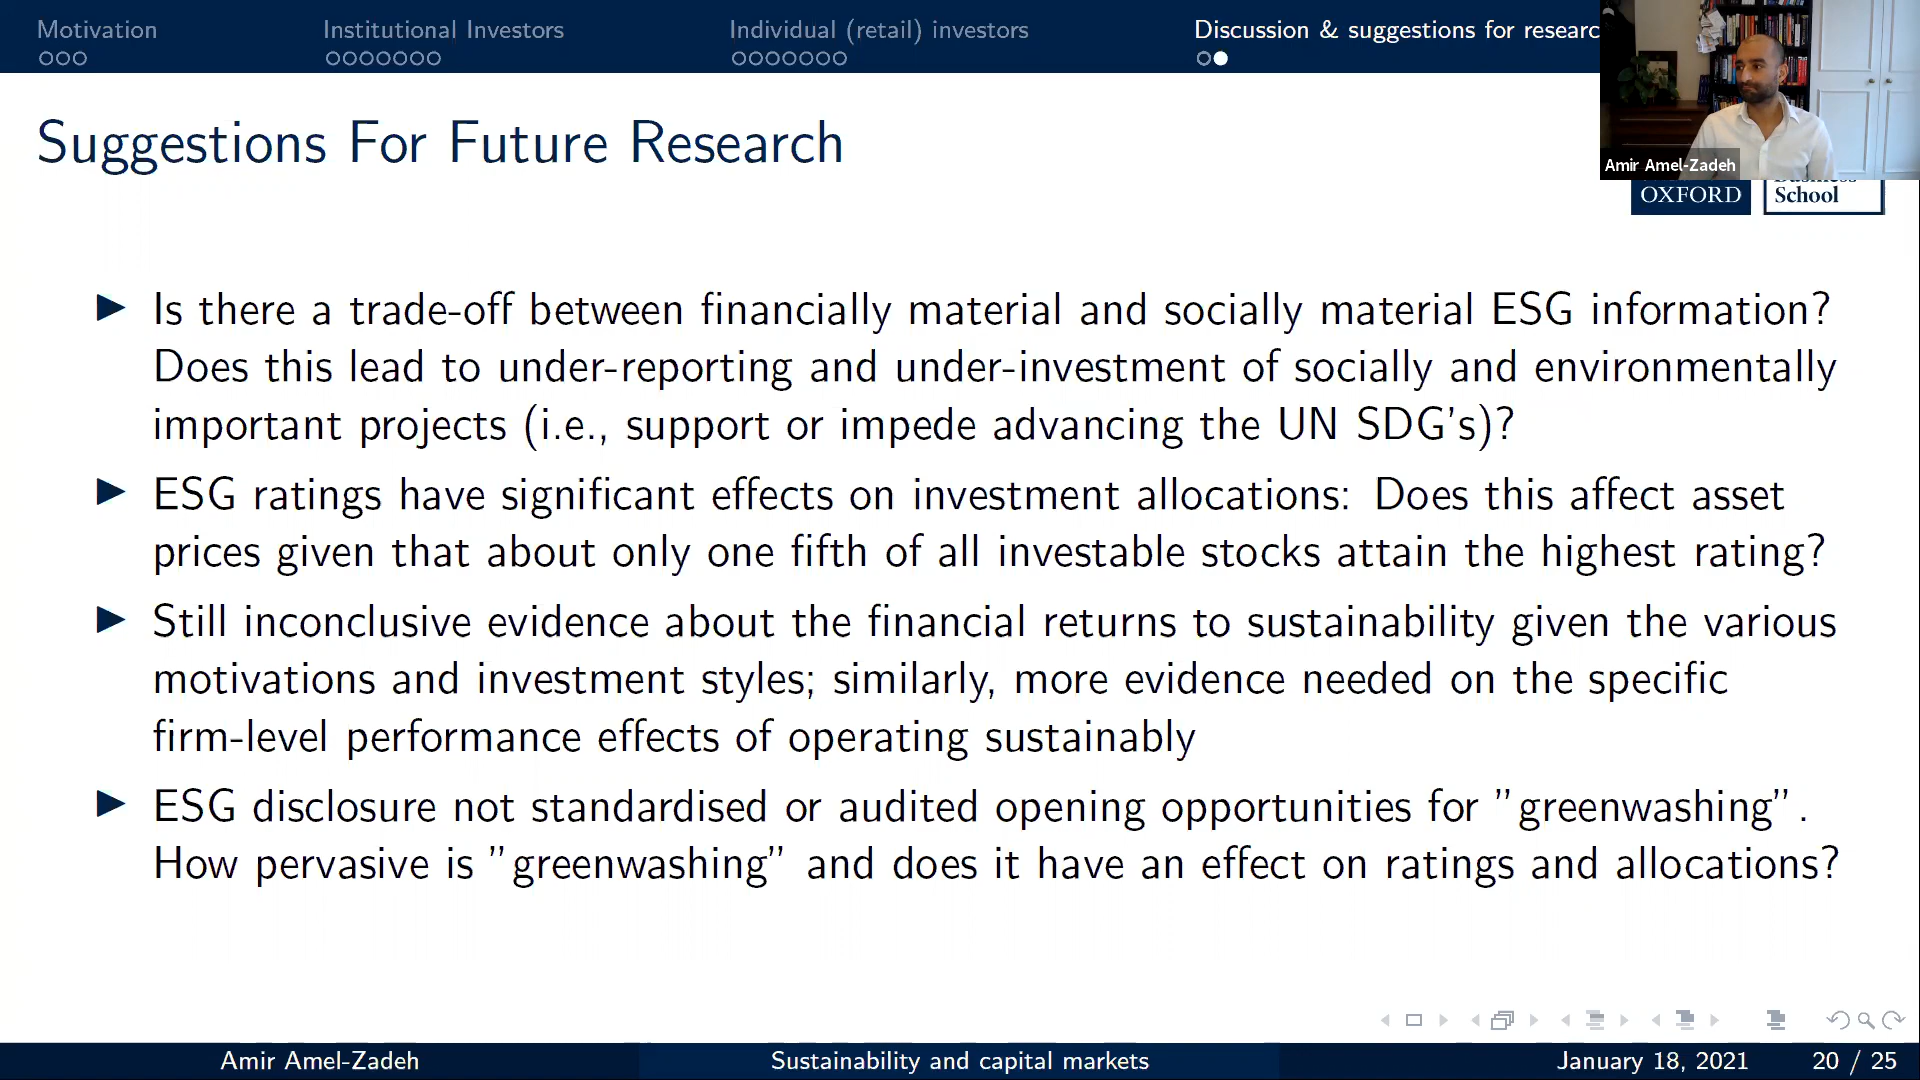 Motivation Institutional Investors Individual (retail) investors Discussion & suggestions for researc
Suggestions For Future Research
Amir Amel-Zadeh
OXFORD
School
Is there a trade-off between financially material and socially material ESG information?
Does this lead to under-reporting and under-investment of socially and environmentally
important projects (i.e., support or impede advancing the UN SDG's)?
ESG ratings have significant effects on investment allocations: Does this affect asset
prices given that about only one fifth of all investable stocks attain the highest rating?
Still inconclusive evidence about the financial returns to sustainability given the various
motivations and investment styles; similarly, more evidence needed on the specific
firm-level performance effects of operating sustainably
ESG disclosure not standardised or audited opening opportunities for ”greenwashing”.
How pervasive is ”greenwashing” and does it have an effect on ratings and allocations?
Amir Amel-Zadeh Sustainability and capital markets January 18, 2021 20 / 25